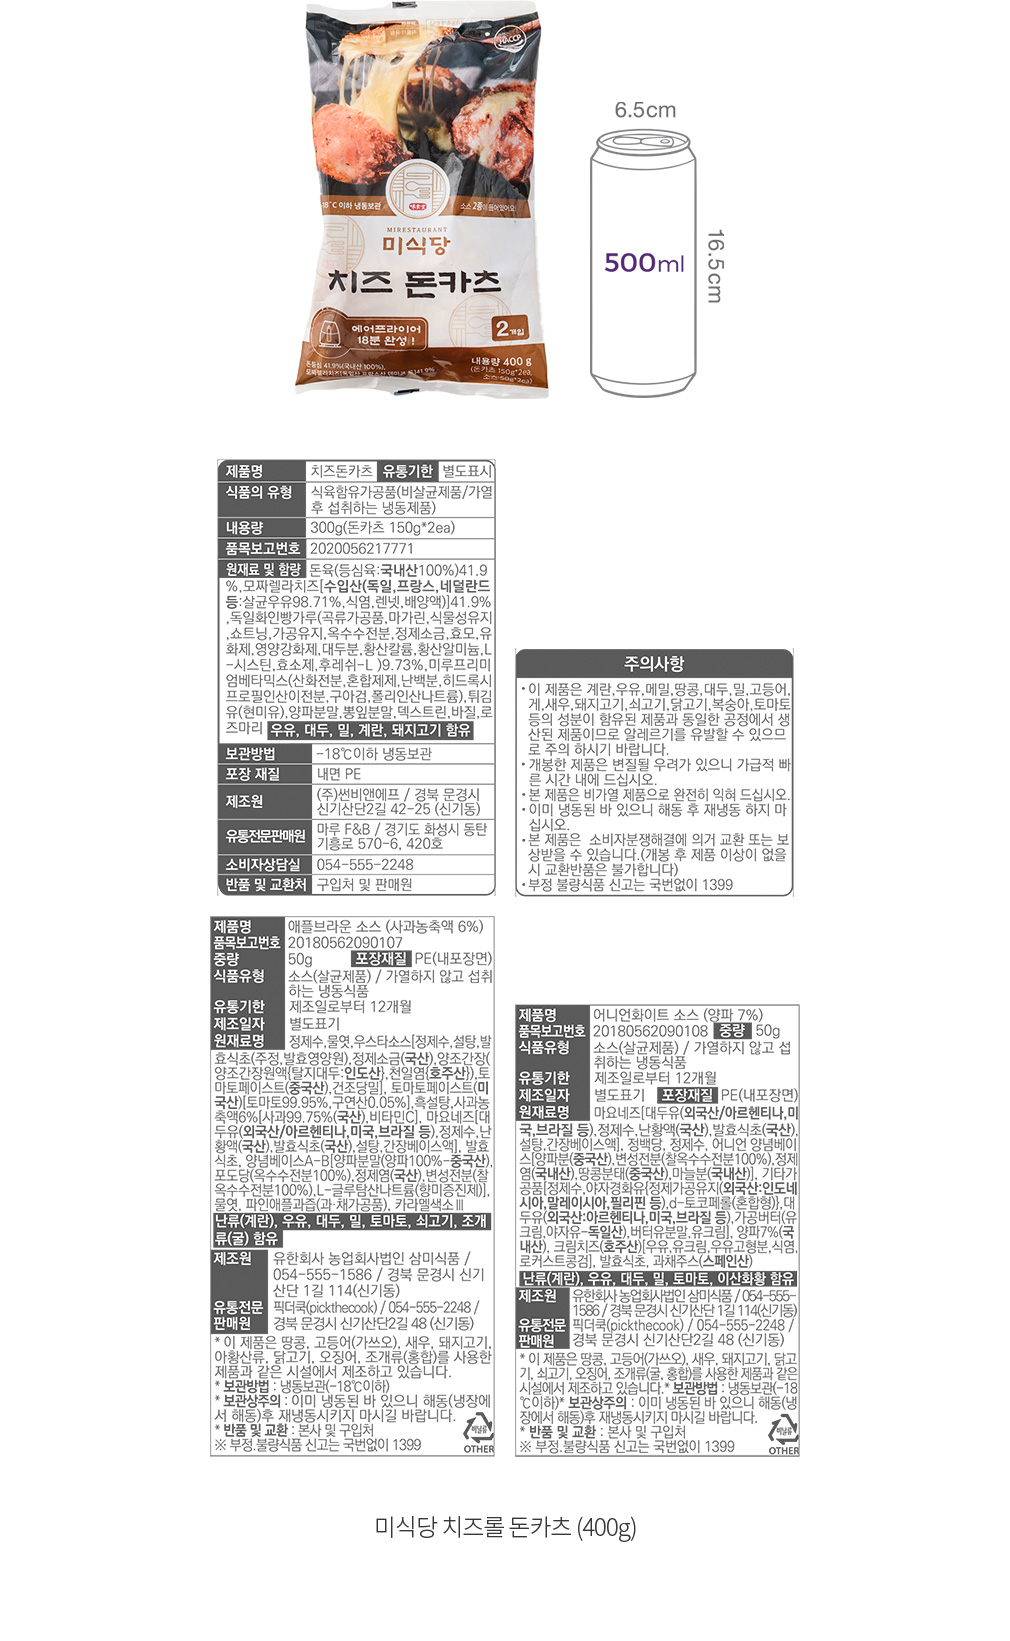 HACCP
-18˚C 이하 냉동보관
소스 2종이 들어있어요!
MIRESTAURANT
미식당
치즈 돈카츠
에어프라이어
18분 완성!
2개입
돈등심 41.9%(국내산 100%),
내용량 400 g
(돈카츠 150g*2ea,
소스 50g*2ea)
6.5cm
500ml
16.5cm
제품명 치즈돈카츠 유통기한 별도표시
식품의 유형 식육함유가공품(비살균제품/가열
후 섭취하는 냉동제품)
내용량 300g(돈카츠 150g*2ea)
품목보고번호 2020056217771
원재료 및 함량 돈육(등심육:국내산100%)41.9
%,모짜렐라치즈[수입산(독일,프랑스,네덜란드
등:살균우유98.71%,식염,렌넷,배양액)]41.9%
,독일화인빵가루(곡류가공품,마가린,식물성유지
,쇼트닝,가공유지,옥수수전분,정제소금,효모,유
화제,영양강화제,대두분,황산칼륨,황산알미늄,L
-시스틴,효소제,후레쉬-L )9.73%,미루프리미
엄베타믹스(산화전분,혼합제제,난백분,히드록시
프로필인산이전분,구아검,폴리인산나트륨),튀김
유(현미유),양파분말,뽕잎분말,덱스트린,바질,로
즈마리 우유, 대두, 밀, 계란, 돼지고기 함유
보관방법 -18℃이하 냉동보관
포장 재질 내면 PE
제조원 (주)썬비앤에프 / 경북 문경시
신기산단2길 42-25 (신기동)
유통전문판매원 마루 F&B / 경기도 화성시 동탄
기흥로 570-6, 420호
소비자상담실 054-555-2248
반품 및 교환처 구입처 및 판매원
주의사항
·이 제품은 계란,우유,메밀,땅콩,대두,밀,고등어,
게,새우,돼지고기,쇠고기,닭고기,복숭아,토마토
등의 성분이 함유된 제품과 동일한 공정에서 생
산된 제품이므로 알레르기를 유발할 수 있으므
로 주의 하시기 바랍니다.
·개봉한 제품은 변질될 우려가 있으니 가급적 빠
른 시간 내에 드십시오.
·본 제품은 비가열 제품으로 완전히 익혀 드십시오.
·이미 냉동된 바 있으니 해동 후 재냉동 하지 마
십시오.
·본 제품은 소비자분쟁해결에 의거 교환 또는 보
상받을 수 있습니다.(개봉 후 제품 이상이 없을
시 교환반품은 불가합니다)
·부정 불량식품 신고는 국번없이 1399
제품명 애플브라운 소스 (사과농축액 6%)
품목보고번호 20180562090107
중량 50g 포장재질 PE(내포장면)
식품유형 소스(살균제품) / 가열하지 않고 섭취
하는 냉동식품
유통기한 제조일로부터 12개월
제조일자 별도표기
원재료명 정제수,물엿,우스타소스[정제수,설탕,발
효식초(주정,발효영양원),정제소금(국산),양조간장(
양조간장원액{탈지대두:인도산},천일염{호주산}),토
마토페이스트(중국산),건조당밀], 토마토페이스트(미
국산)[토마토99.95%,구연산0.05%],흑설탕,사과농
축액6%[사과99.75%(국산),비타민C], 마요네즈[대
두유(외국산/아르헨티나,미국,브라질 등),정제수,난
황액(국산),발효식초(국산),설탕,간장베이스액], 발효
식초, 양념베이스A-B[양파분말(양파100%-중국산),
포도당(옥수수전분100%),정제염(국산),변성전분(찰
옥수수전분100%),L-글루탐산나트륨(향미증진제)],
물엿, 파인애플과즙(과·채가공품), 카라멜색소Ⅲ
난류(계란), 우유, 대두, 밀, 토마토, 쇠고기, 조개
류(굴) 함유
제조원 유한회사 농업회사법인 삼미식품 /
054-555-1586 / 경북 문경시 신기
산단 1길 114(신기동)
유통전문 픽더쿡(pickthecook) / 054-555-2248 /
판매원 경북 문경시 신기산단2길 48 (신기동)
* 이 제품은 땅콩, 고등어(가쓰오), 새우, 돼지고기,
아황산류, 닭고기, 오징어, 조개류(홍합)를 사용한
제품과 같은 시설에서 제조하고 있습니다.
* 보관방법 : 냉동보관(-18℃이하)
* 보관상주의 : 이미 냉동된 바 있으니 해동(냉장에
서 해동)후 재냉동시키지 마시길 바랍니다.
* 반품 및 교환 : 본사 및 구입처
※ 부정.불량식품 신고는 국번없이 1399
비닐류
OTHER
제품명 어니언화이트 소스 (양파 7%)
품목보고번호 20180562090108 중량 50g
식품유형 소스(살균제품) / 가열하지 않고 섭
취하는 냉동식품
유통기한 제조일로부터 12개월
제조일자 별도표기 포장재질 PE(내포장면)
원재료명 마요네즈[대두유(외국산/아르헨티나,미
국,브라질 등),정제수,난황액(국산),발효식초(국산),
설탕,간장베이스액], 정백당, 정제수, 어니언 양념베이
스[양파분(중국산),변성전분(찰옥수수전분100%),정제
염(국내산),땅콩분태(중국산),마늘분(국내산)], 기타가
공품[정제수,야자경화유{정제가공유지(외국산:인도네
시아,말레이시아,필리핀 등),d-토코페롤(혼합형)},대
두유(외국산:아르헨티나,미국,브라질 등),가공버터(유
크림,야자유-독일산),버터유분말,유크림], 양파7%(국
내산), 크림치즈(호주산)[우유,유크림,우유고형분,식염,
로커스트콩검], 발효식초, 과채주스(스페인산)
난류(계란), 우유, 대두, 밀, 토마토, 이산화황 함유
제조원 유한회사 농업회사법인 삼미식품 / 054-555-
1586 / 경북 문경시 신기산단 1길 114(신기동)
유통전문 픽더쿡(pickthecook) / 054-555-2248 /
판매원 경북 문경시 신기산단2길 48 (신기동)
* 이 제품은 땅콩, 고등어(가쓰오), 새우, 돼지고기, 닭고
기, 쇠고기, 오징어, 조개류(굴, 홍합)를 사용한 제품과 같은
시설에서 제조하고 있습니다.* 보관방법 : 냉동보관(-18
℃이하)* 보관상주의 : 이미 냉동된 바 있으니 해동(냉
장에서 해동)후 재냉동시키지 마시길 바랍니다.
* 반품 및 교환 : 본사 및 구입처
※ 부정.불량식품 신고는 국번없이 1399
비닐류
OTHER
미식당 치즈롤 돈카츠 (400g)